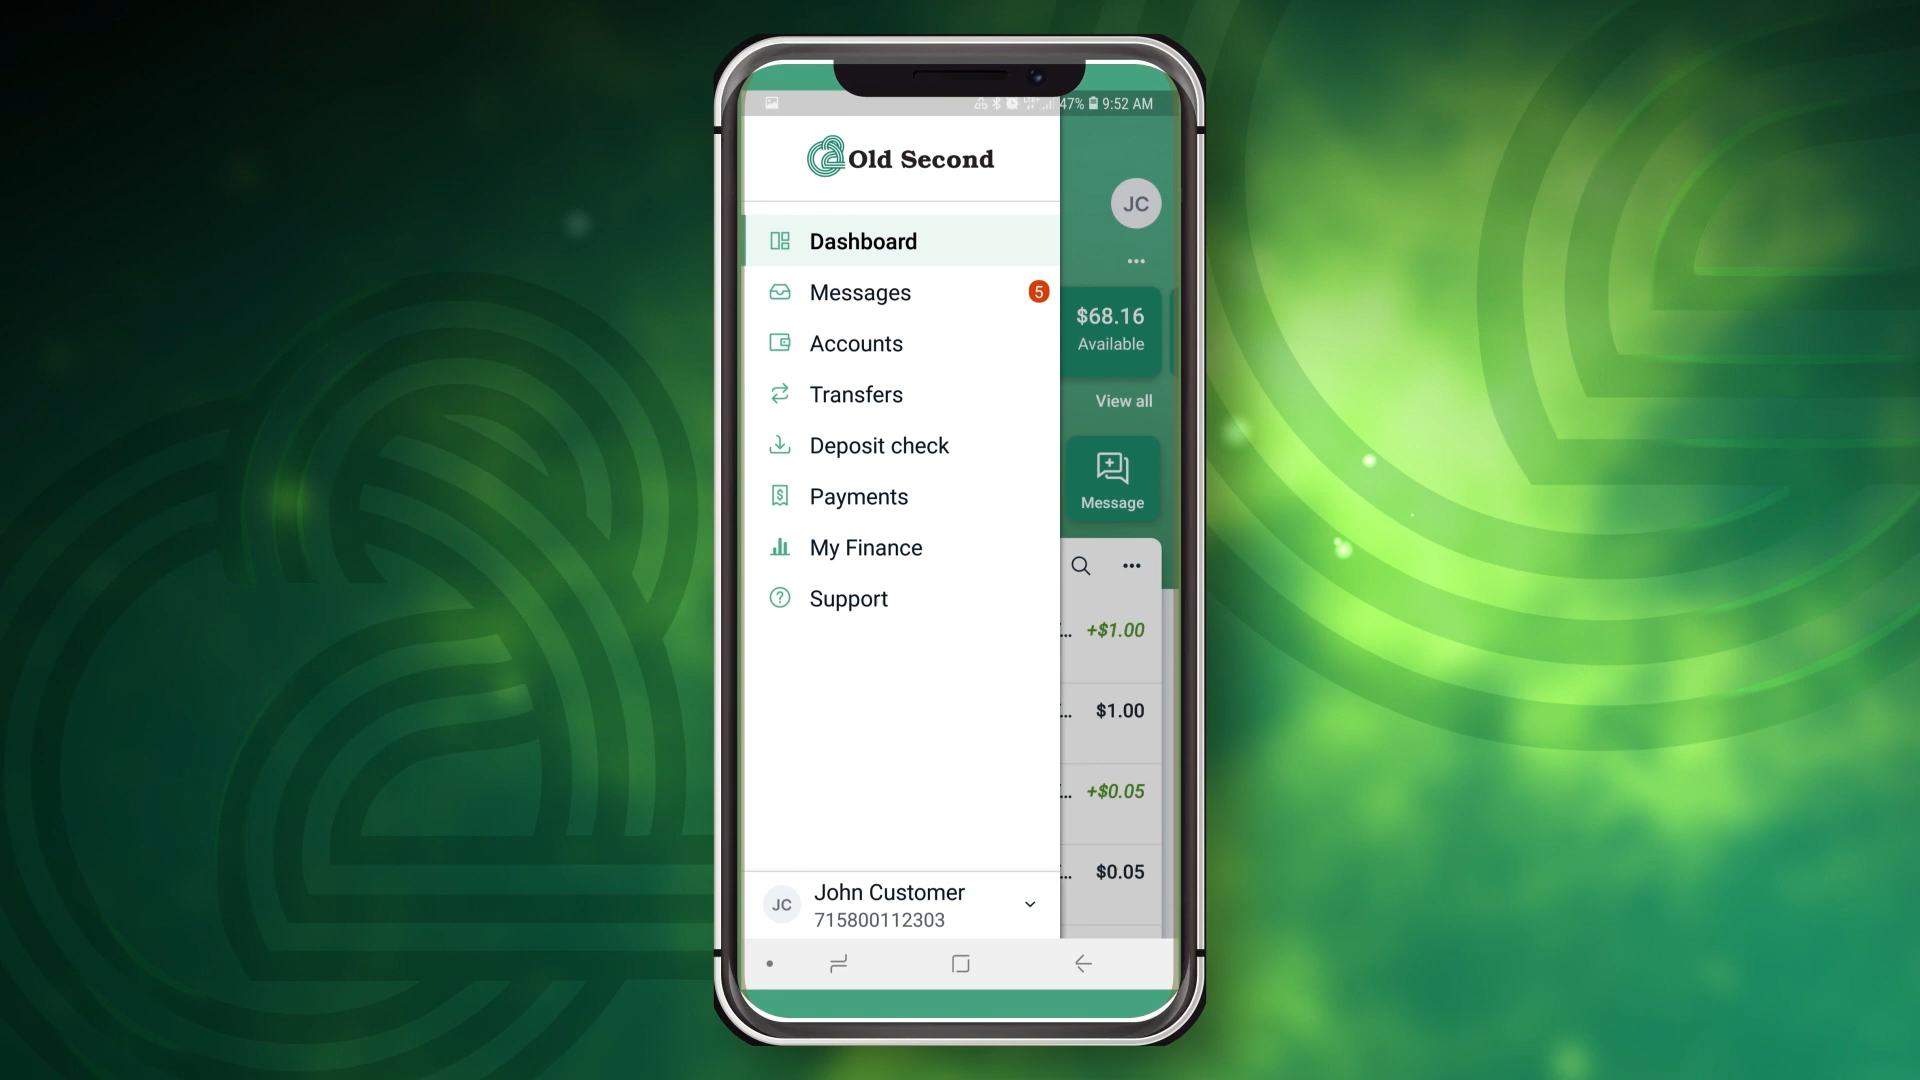 47% 9:52 AM
Old Second
JC
Dashboard
Messages 5
$68.16
Available
Accounts
Transfers
View all
Deposit check
Payments
Message
My Finance
Support
... +$1.00
... $1.00
... +$0.05
... $0.05
JC
John Customer
715800112303